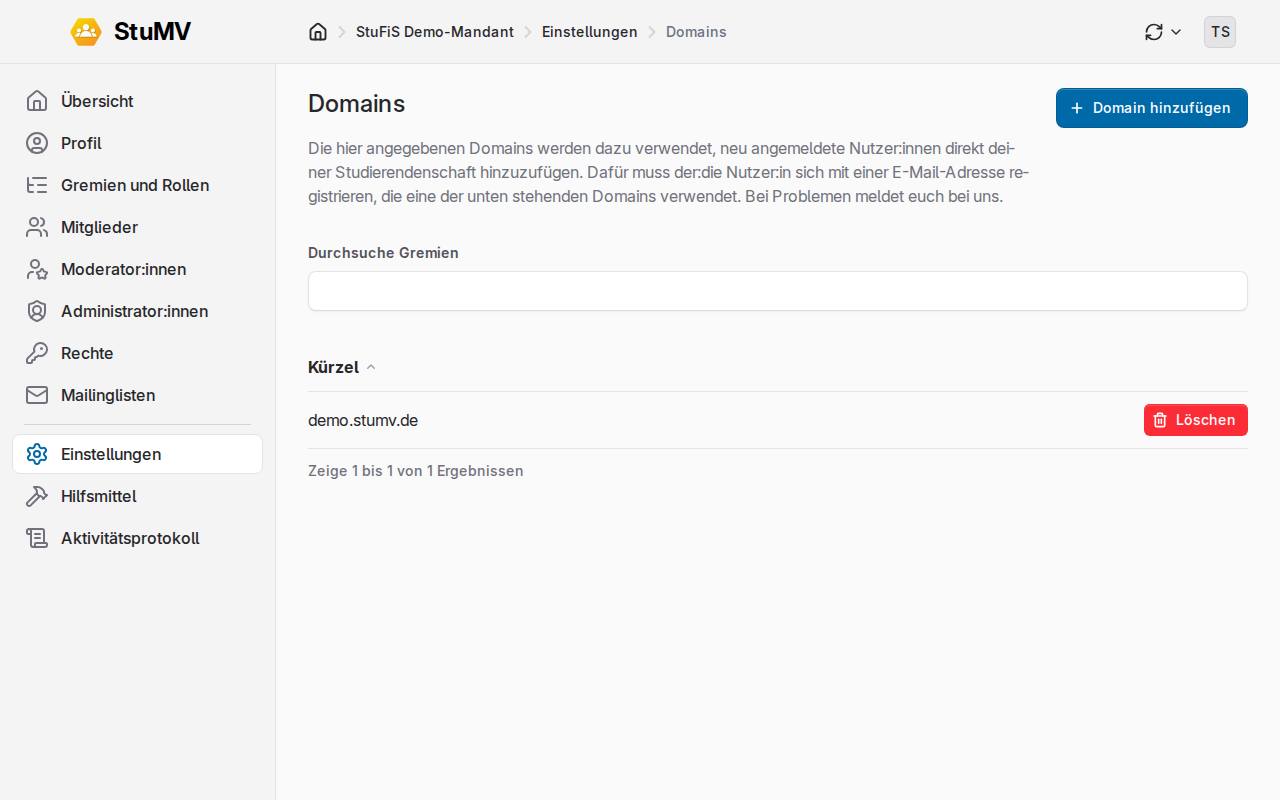 StuMV
StuFiS Demo-Mandant
Einstellungen
Domains
TS
Übersicht
Profil
Gremien und Rollen
Mitglieder
Moderator:innen
Administrator:innen
Rechte
Mailinglisten
Einstellungen
Hilfsmittel
Aktivitätsprotokoll
Domains
Domain hinzufügen
Die hier angegebenen Domains werden dazu verwendet, neu angemeldete Nutzer:innen direkt dei-
ner Studierendenschaft hinzuzufügen. Dafür muss der:die Nutzer:in sich mit einer E-Mail-Adresse re-
gistrieren, die eine der unten stehenden Domains verwendet. Bei Problemen meldet euch bei uns.
Durchsuche Gremien
Kürzel
demo.stumv.de
Löschen
Zeige 1 bis 1 von 1 Ergebnissen